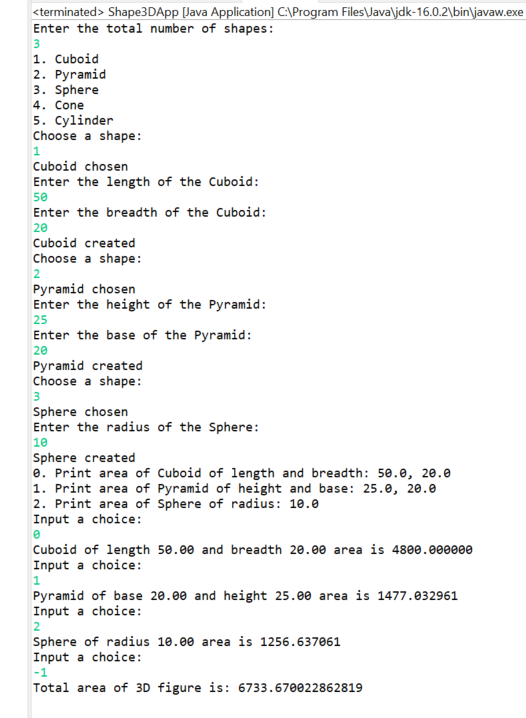 <terminated> Shape3DApp [Java Application] C:\Program Files\Java\jdk-16.0.2\bin\javaw.exe
Enter the total number of shapes:
3
1. Cuboid
2. Pyramid
3. Sphere
4. Cone
5. Cylinder
Choose a shape:
1
Cuboid chosen
Enter the length of the Cuboid:
50
Enter the breadth of the Cuboid:
20
Cuboid created
Choose a shape:
2
Pyramid chosen
Enter the height of the Pyramid:
25
Enter the base of the Pyramid:
20
Pyramid created
Choose a shape:
3
Sphere chosen
Enter the radius of the Sphere:
10
Sphere created
0. Print area of Cuboid of length and breadth: 50.0, 20.0
1. Print area of Pyramid of height and base: 25.0, 20.0
2. Print area of Sphere of radius: 10.0
Input a choice:
0
Cuboid of length 50.00 and breadth 20.00 area is 4800.000000
Input a choice:
1
Pyramid of base 20.00 and height 25.00 area is 1477.032961
Input a choice:
2
Sphere of radius 10.00 area is 1256.637061
Input a choice:
-1
Total area of 3D figure is: 6733.670022862819